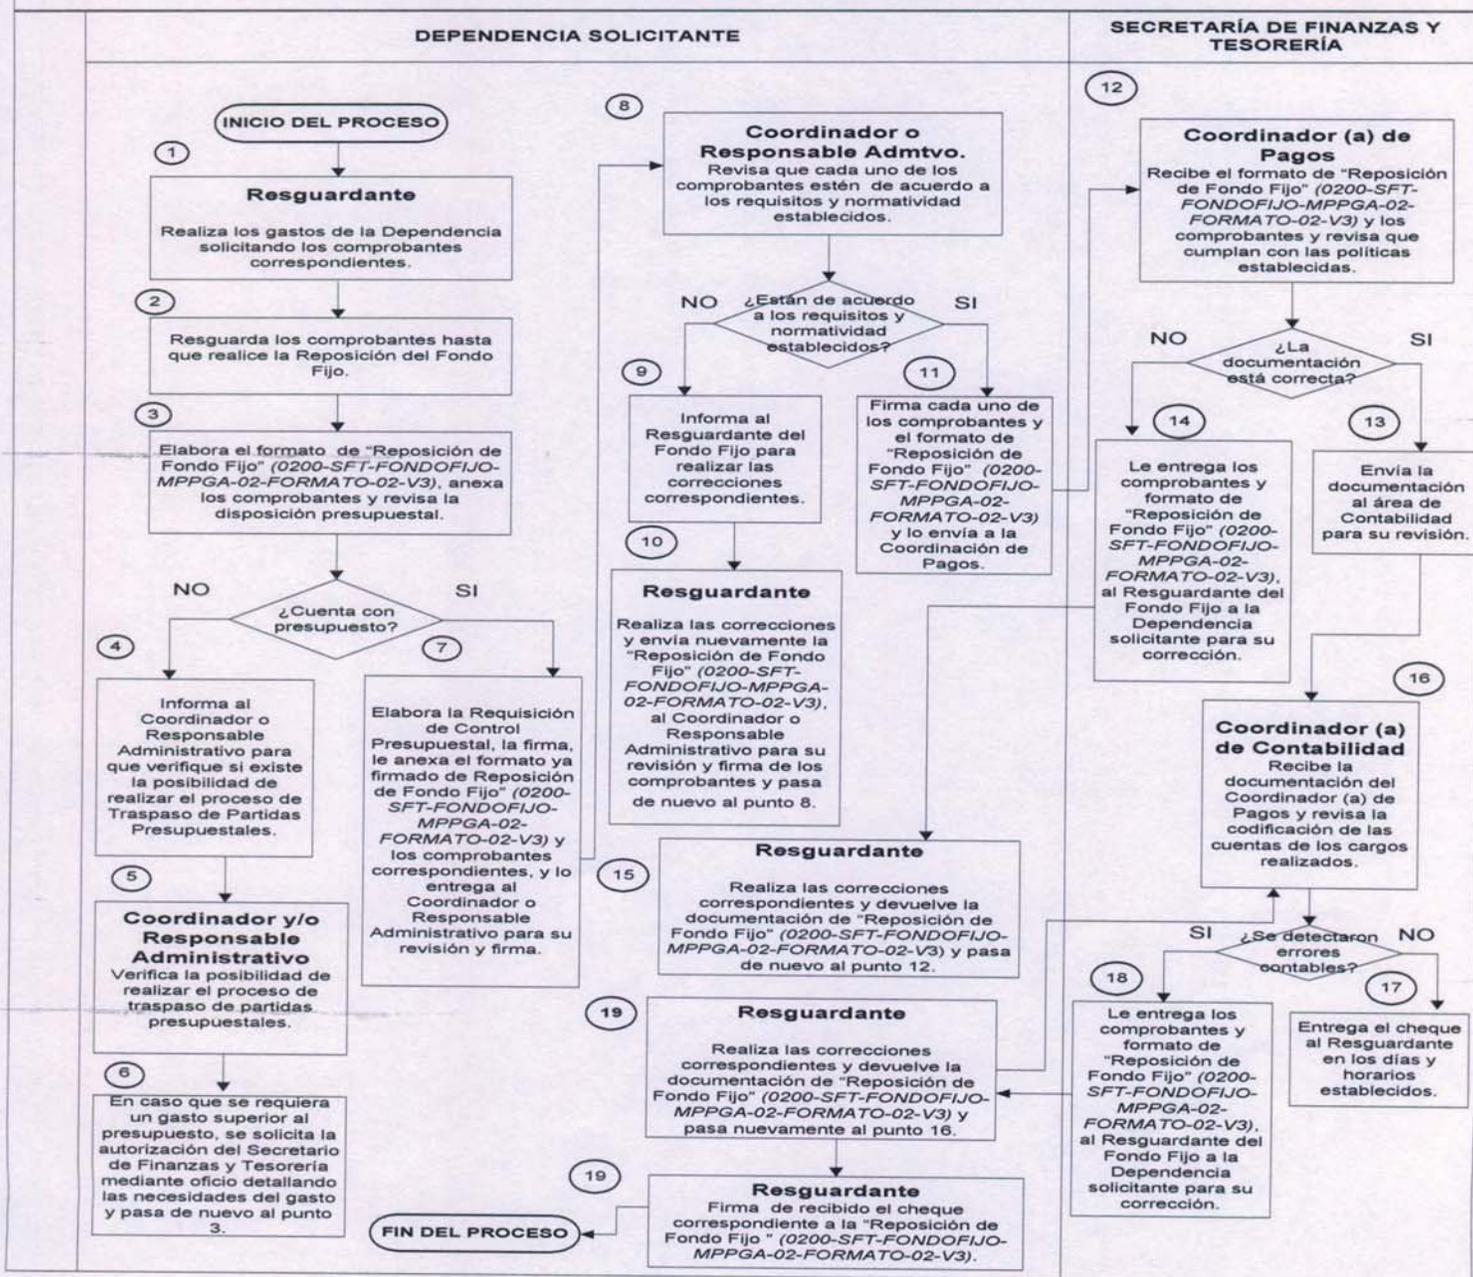 DEPENDENCIA SOLICITANTE
SECRETARÍA DE FINANZAS Y
TESORERÍA
INICIO DEL PROCESO
1
Resguardante
Realiza los gastos de la Dependencia
solicitando los comprobantes
correspondientes.
2
Resguarda los comprobantes hasta
que realice la Reposición del Fondo
Fijo.
3
Elabora el formato de "Reposición de
Fondo Fijo" (0200-SFT-FONDOFIJO-
MPPGA-02-FORMATO-02-V3), anexa
los comprobantes y revisa la
disposición presupuestal.
NO
SI
¿Cuenta con
presupuesto?
4
Informa al
Coordinador o
Responsable
Administrativo para
que verifique si existe
la posibilidad de
realizar el proceso de
Traspaso de Partidas
Presupuestales.
5
Coordinador y/o
Responsable
Administrativo
Verifica la posibilidad de
realizar el proceso de
traspaso de partidas
presupuestales.
6
En caso que se requiera
un gasto superior al
presupuesto, se solicita la
autorización del Secretario
de Finanzas y Tesorería
mediante oficio detallando
las necesidades del gasto
y pasa de nuevo al punto
3.
7
Elabora la Requisición
de Control
Presupuestal, la firma,
le anexa el formato ya
firmado de Reposición
de Fondo Fijo" (0200-
SFT-FONDOFIJO-
MPPGA-02-
FORMATO-02-V3) y
los comprobantes
correspondientes, y lo
entrega al
Coordinador o
Responsable
Administrativo para su
revisión y firma.
8
Coordinador o
Responsable Admtvo.
Revisa que cada uno de los
comprobantes estén de acuerdo a
los requisitos y normatividad
establecidos.
NO
SI
¿Están de acuerdo
a los requisitos y
normatividad
establecidos?
9
Informa al
Resguardante del
Fondo Fijo para
realizar las
correcciones
correspondientes.
10
Resguardante
Realiza las correcciones
y envía nuevamente la
"Reposición de Fondo
Fijo" (0200-SFT-
FONDOFIJO-MPPGA-
02-FORMATO-02-V3),
al Coordinador o
Responsable
Administrativo para su
revisión y firma de los
comprobantes y pasa
de nuevo al punto 8.
11
Firma cada uno de
los comprobantes y
el formato de
"Reposición de
Fondo Fijo" (0200-
SFT-FONDOFIJO-
MPPGA-02-
FORMATO-02-V3)
y lo envía a la
Coordinación de
Pagos.
12
Coordinador (a) de
Pagos
Recibe el formato de "Reposición
de Fondo Fijo" (0200-SFT-
FONDOFIJO-MPPGA-02-
FORMATO-02-V3) y los
comprobantes y revisa que
cumplan con las políticas
establecidas.
NO
SI
¿La
documentación
está correcta?
13
Envía la
documentación
al área de
Contabilidad
para su revisión.
14
Le entrega los
comprobantes y
formato de
"Reposición de
Fondo Fijo" (0200-
SFT-FONDOFIJO-
MPPGA-02-
FORMATO-02-V3),
al Resguardante del
Fondo Fijo a la
Dependencia
solicitante para su
corrección.
15
Resguardante
Realiza las correcciones
correspondientes y devuelve la
documentación de "Reposición de
Fondo Fijo" (0200-SFT-FONDOFIJO-
MPPGA-02-FORMATO-02-V3) y pasa
de nuevo al punto 12.
16
Coordinador (a)
de Contabilidad
Recibe la
documentación del
Coordinador (a) de
Pagos y revisa la
codificación de las
cuentas de los cargos
realizados.
SI
NO
¿Se detectaron
errores
contables?
17
Entrega el cheque
al Resguardante
en los días y
horarios
establecidos.
18
Le entrega los
comprobantes y
formato de
"Reposición de
Fondo Fijo" (0200-
SFT-FONDOFIJO-
MPPGA-02-
FORMATO-02-V3),
al Resguardante del
Fondo Fijo a la
Dependencia
solicitante para su
corrección.
19
Resguardante
Realiza las correcciones
correspondientes y devuelve la
documentación de "Reposición de
Fondo Fijo" (0200-SFT-FONDOFIJO-
MPPGA-02-FORMATO-02-V3) y
pasa nuevamente al punto 16.
19
Resguardante
Firma de recibido el cheque
correspondiente a la "Reposición de
Fondo Fijo " (0200-SFT-FONDOFIJO-
MPPGA-02-FORMATO-02-V3).
FIN DEL PROCESO